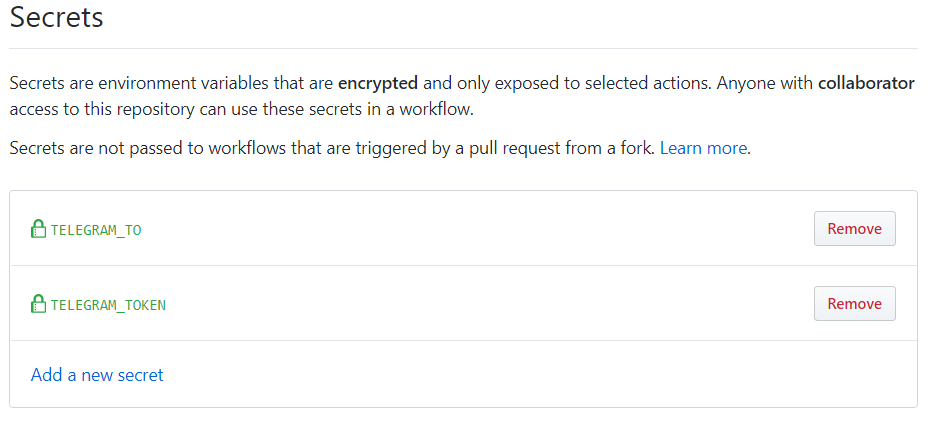 Secrets
Secrets are environment variables that are encrypted and only exposed to selected actions. Anyone with collaborator
access to this repository can use these secrets in a workflow.
Secrets are not passed to workflows that are triggered by a pull request from a fork. Learn more.
TELEGRAM_TO
Remove
TELEGRAM_TOKEN
Remove
Add a new secret